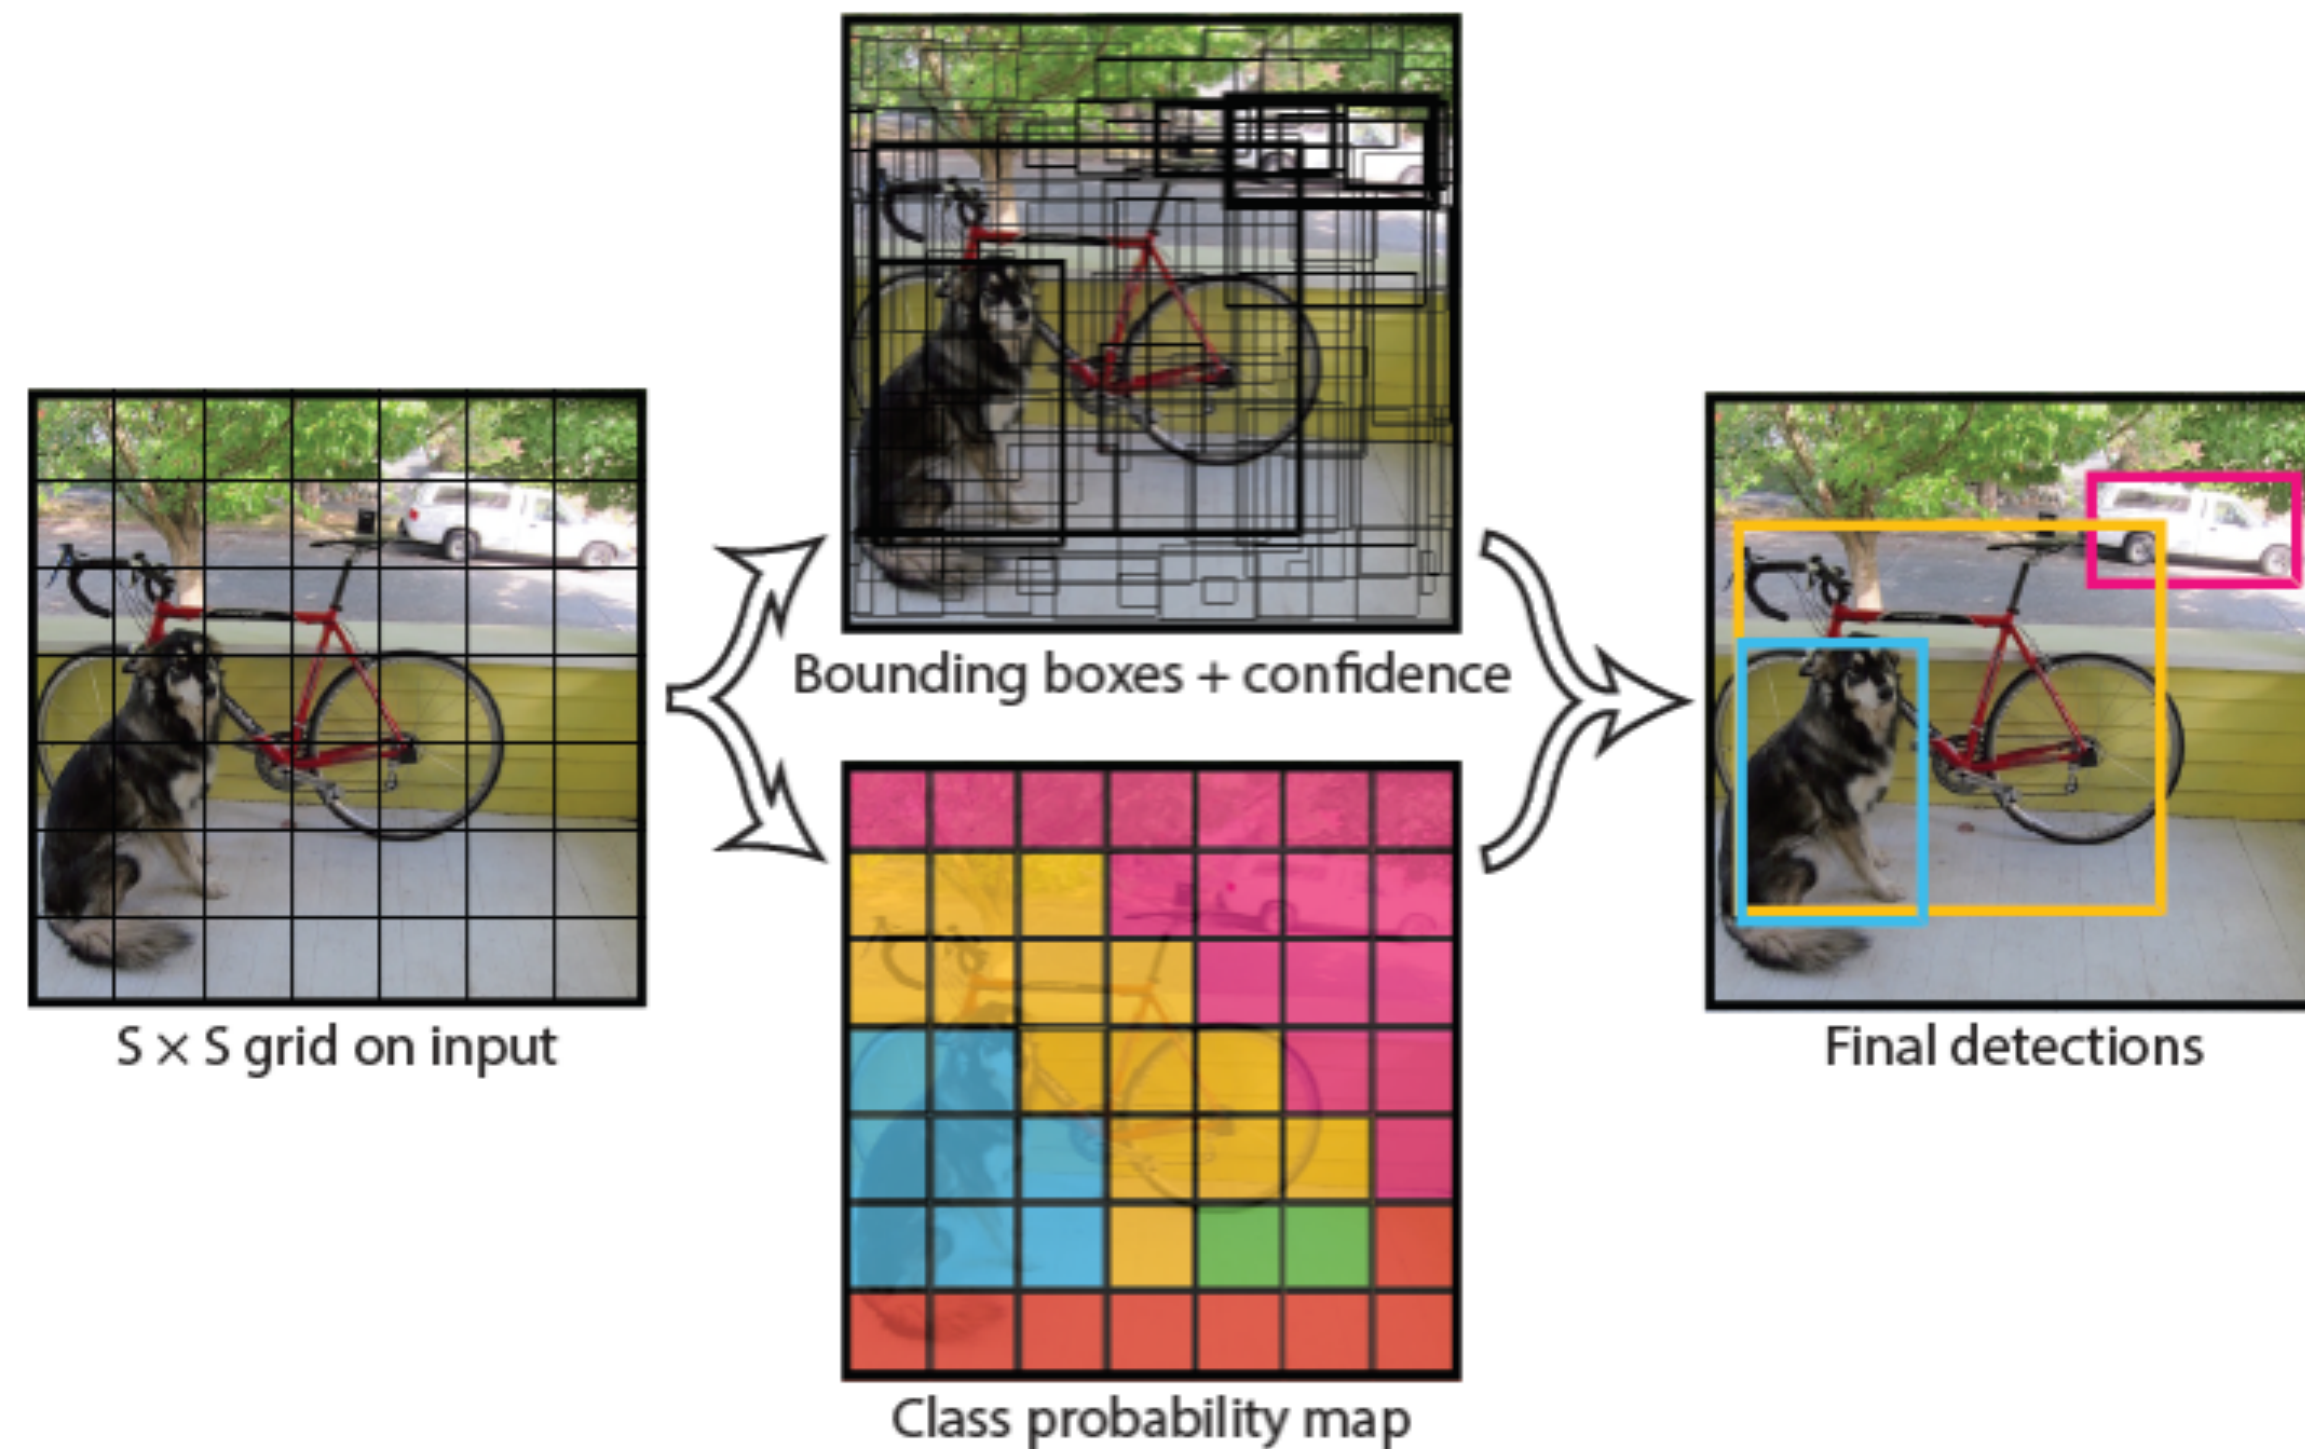 Bounding boxes + confidence
S × S grid on input
Final detections
Class probability map